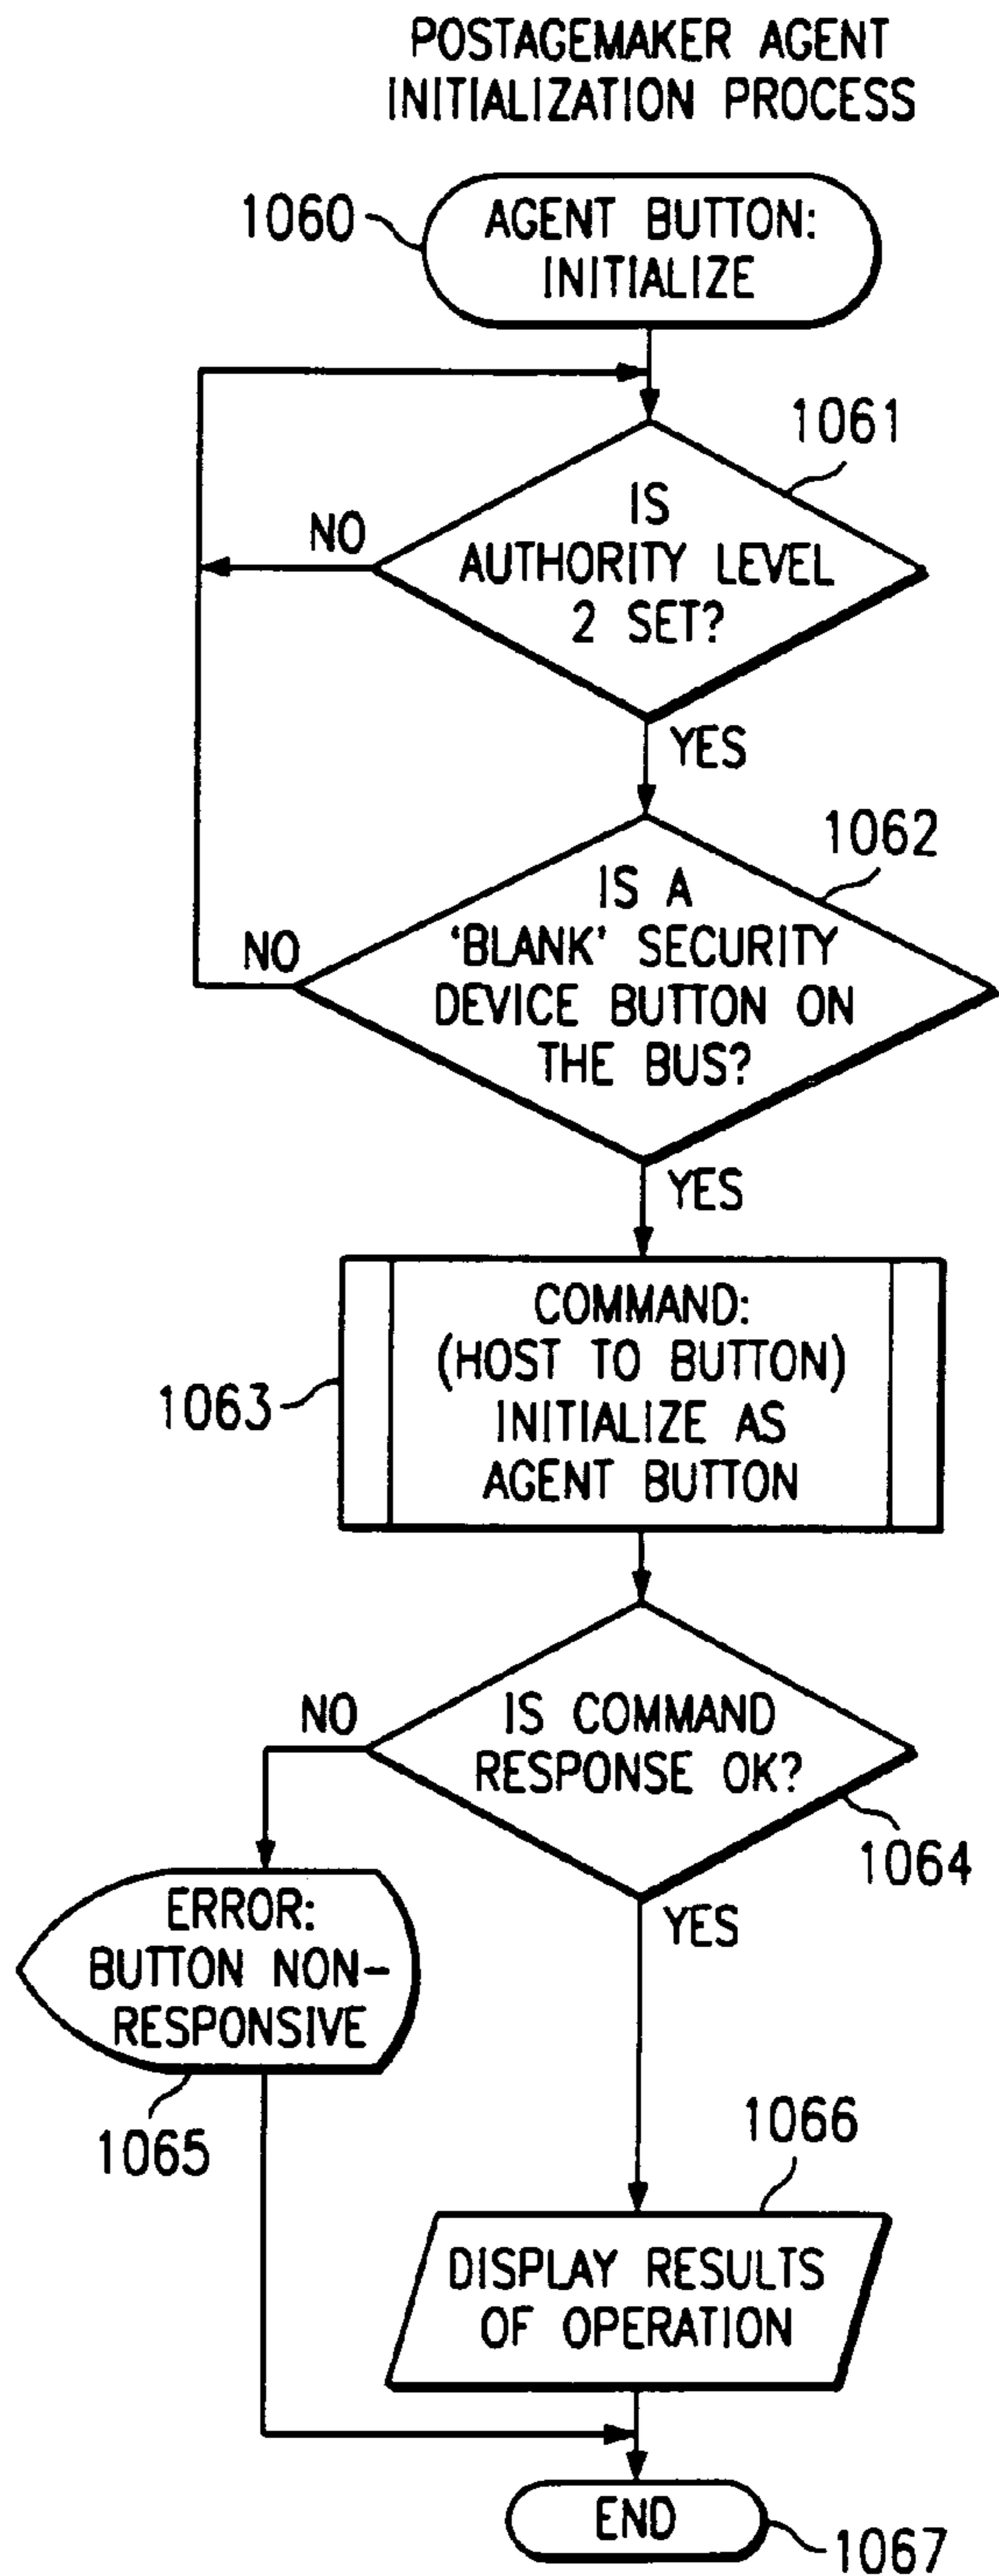 POSTAGEMAKER AGENT
INITIALIZATION PROCESS
1060
AGENT BUTTON:
INITIALIZE
1061
IS
AUTHORITY LEVEL
2 SET?
NO
YES
1062
IS A
'BLANK' SECURITY
DEVICE BUTTON ON
THE BUS?
NO
YES
1063
COMMAND:
(HOST TO BUTTON)
INITIALIZE AS
AGENT BUTTON
IS COMMAND
RESPONSE OK?
NO
1064
YES
ERROR:
BUTTON NON-
RESPONSIVE
1065
1066
DISPLAY RESULTS
OF OPERATION
END
1067